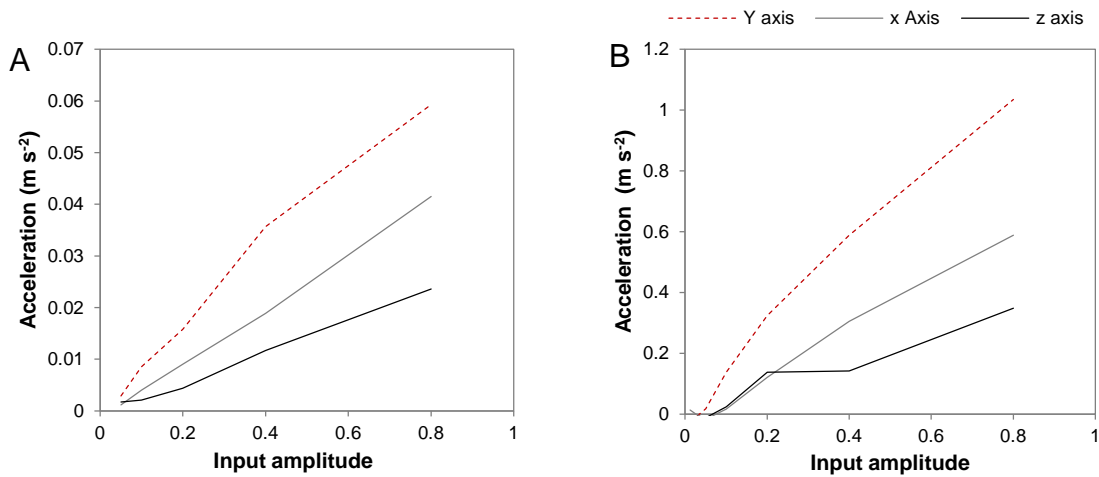 Y axis x Axis z axis
A
0.07
0.06
0.05
0.04
0.03
0.02
0.01
0
Acceleration (m s-2)
0 0.2 0.4 0.6 0.8 1
Input amplitude
B
1.2
1
0.8
0.6
0.4
0.2
0
Acceleration (m s-2)
0 0.2 0.4 0.6 0.8 1
Input amplitude